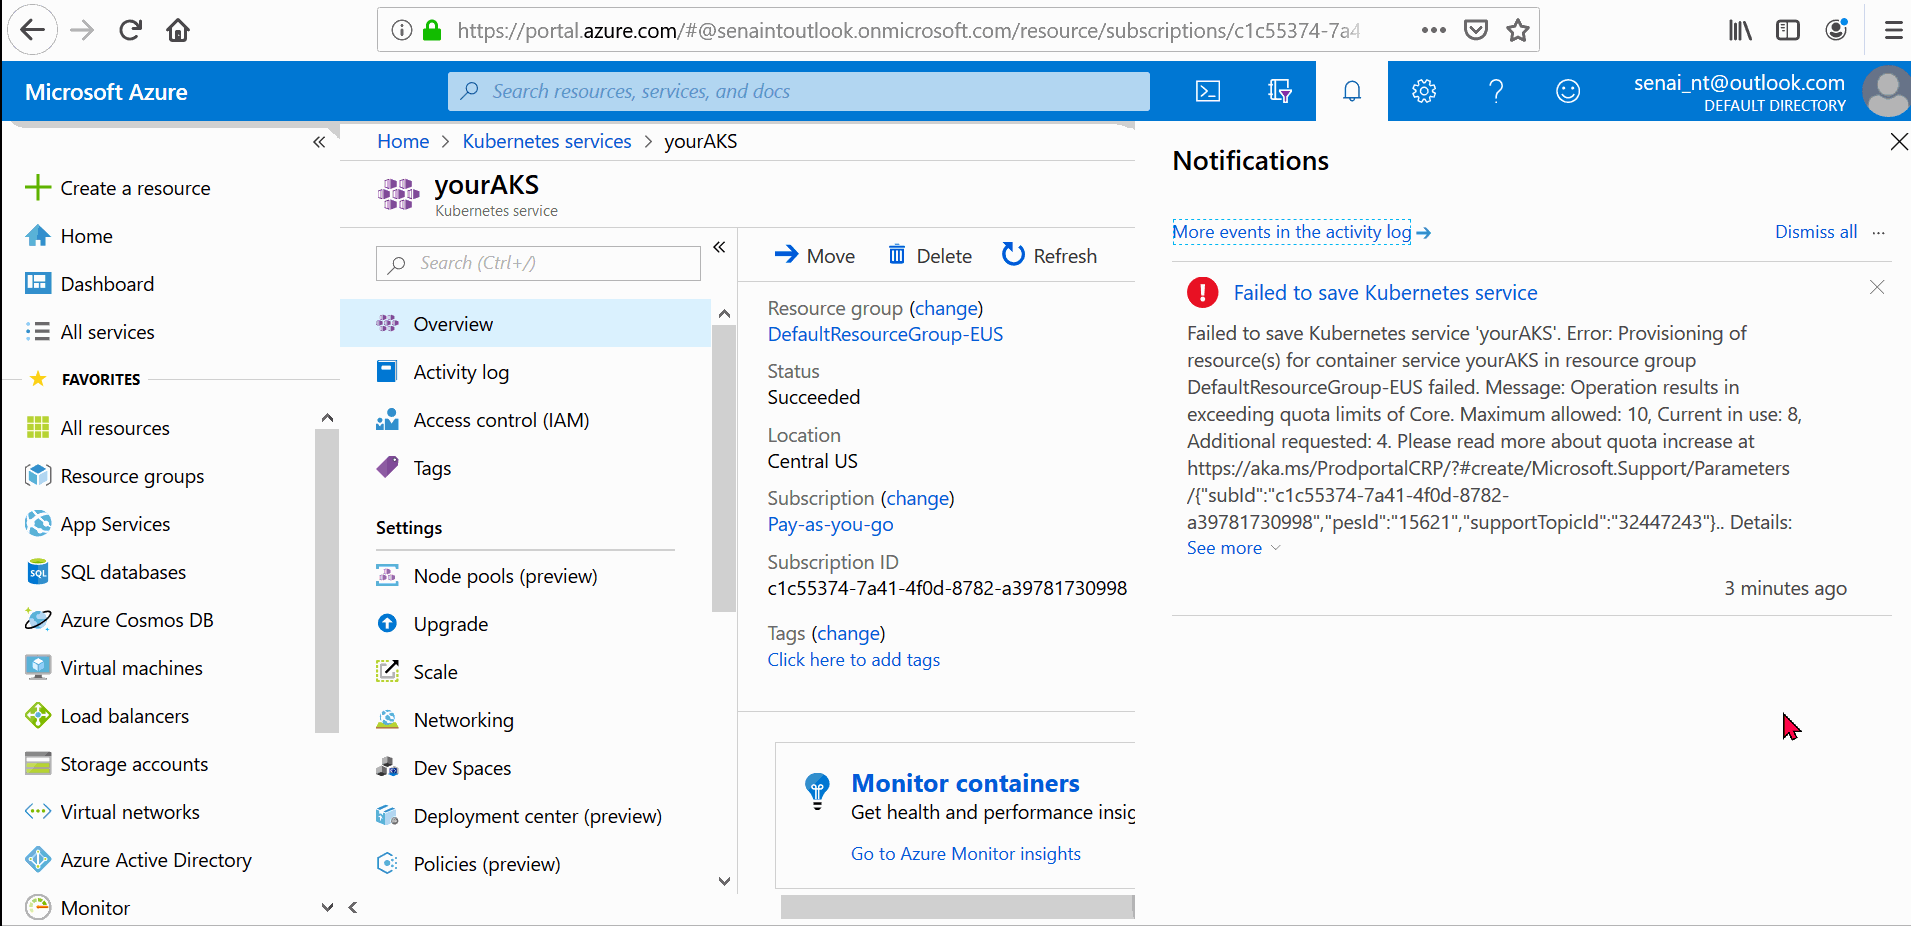 https://portal.azure.com/#@senaintoutlook.onmicrosoft.com/resource/subscriptions/c1c55374-7a4
Microsoft Azure
Search resources, services, and docs
senai_nt@outlook.com
DEFAULT DIRECTORY
Create a resource
Home
Dashboard
All services
FAVORITES
All resources
Resource groups
App Services
SQL databases
Azure Cosmos DB
Virtual machines
Load balancers
Storage accounts
Virtual networks
Azure Active Directory
Monitor
Home > Kubernetes services > yourAKS
yourAKS
Kubernetes service
Search (Ctrl+/)
Overview
Activity log
Access control (IAM)
Tags
Settings
Node pools (preview)
Upgrade
Scale
Networking
Dev Spaces
Deployment center (preview)
Policies (preview)
Move Delete Refresh
Resource group (change)
DefaultResourceGroup-EUS
Status
Succeeded
Location
Central US
Subscription (change)
Pay-as-you-go
Subscription ID
c1c55374-7a41-4f0d-8782-a39781730998
Tags (change)
Click here to add tags
Monitor containers
Get health and performance insig
Go to Azure Monitor insights
Notifications
More events in the activity log
Dismiss all ...
Failed to save Kubernetes service
Failed to save Kubernetes service 'yourAKS'. Error: Provisioning of
resource(s) for container service yourAKS in resource group
DefaultResourceGroup-EUS failed. Message: Operation results in
exceeding quota limits of Core. Maximum allowed: 10, Current in use: 8,
Additional requested: 4. Please read more about quota increase at
https://aka.ms/ProdportalCRP/?#create/Microsoft.Support/Parameters
/{"subId":"c1c55374-7a41-4f0d-8782-
a39781730998","pesId":"15621","supportTopicId":"32447243"}.. Details:
See more
3 minutes ago